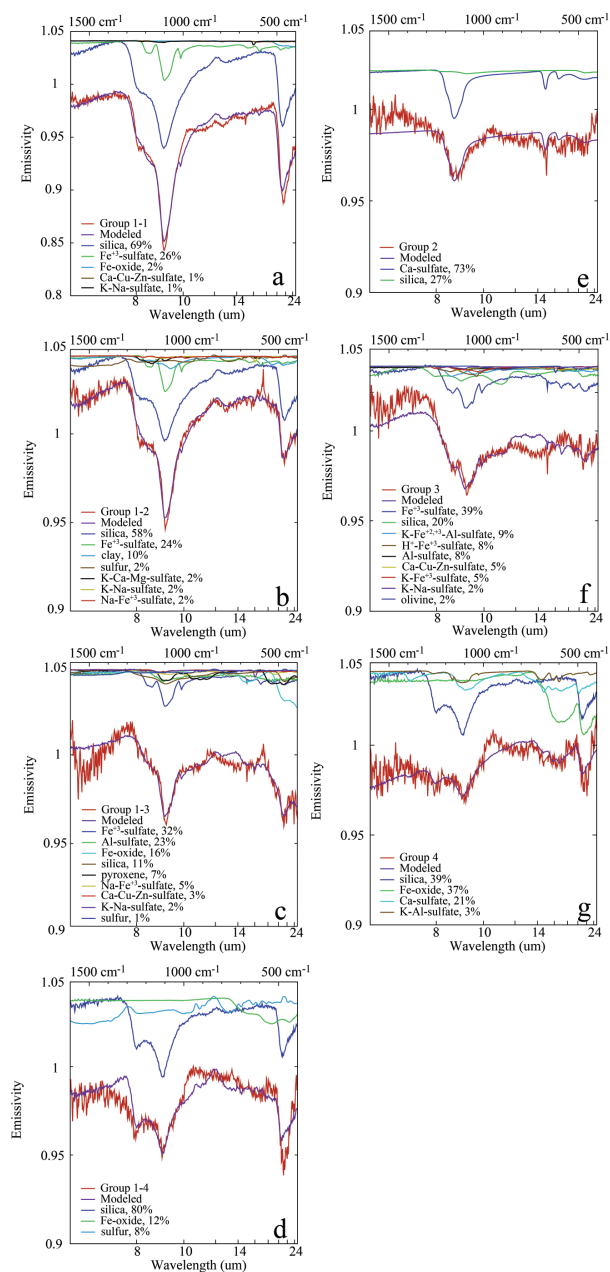 1500 cm-1 1000 cm-1 500 cm-1
1.04
1
0.95
0.9
0.85
0.8
Emissivity
Group 1-1
Modeled
silica, 69%
Fe+3-sulfate, 26%
Fe-oxide, 2%
Ca-Cu-Zn-sulfate, 1%
K-Na-sulfate, 1%
a
8 10 14 24
Wavelength (um)
1500 cm-1 1000 cm-1 500 cm-1
1.05
1
0.95
0.9
Emissivity
Group 1-2
Modeled
silica, 58%
Fe+3-sulfate, 24%
clay, 10%
sulfur, 2%
K-Ca-Mg-sulfate, 2%
K-Na-sulfate, 2%
Na-Fe+3-sulfate, 2%
b
8 10 14 24
Wavelength (um)
1500 cm-1 1000 cm-1 500 cm-1
1.05
1
0.95
0.9
Emissivity
Group 1-3
Modeled
Fe+3-sulfate, 32%
Al-sulfate, 23%
Fe-oxide, 16%
silica, 11%
pyroxene, 7%
Na-Fe+3-sulfate, 5%
Ca-Cu-Zn-sulfate, 3%
K-Na-sulfate, 2%
sulfur, 1%
c
8 10 14 24
Wavelength (um)
1500 cm-1 1000 cm-1 500 cm-1
1.05
1
0.95
0.9
Emissivity
Group 1-4
Modeled
silica, 80%
Fe-oxide, 12%
sulfur, 8%
d
8 10 14 24
Wavelength (um)
1500 cm-1 1000 cm-1 500 cm-1
1.04
1
0.95
0.9
Emissivity
Group 2
Modeled
Ca-sulfate, 73%
silica, 27%
e
8 10 14 24
Wavelength (um)
1500 cm-1 1000 cm-1 500 cm-1
1.05
1
0.95
0.9
Emissivity
Group 3
Modeled
Fe+3-sulfate, 39%
silica, 20%
K-Fe+2,+3-Al-sulfate, 9%
H+-Fe+3-sulfate, 8%
Al-sulfate, 8%
Ca-Cu-Zn-sulfate, 5%
K-Fe+3-sulfate, 5%
K-Na-sulfate, 2%
olivine, 2%
f
8 10 14 24
Wavelength (um)
1500 cm-1 1000 cm-1 500 cm-1
1.05
1
0.95
0.9
Emissivity
Group 4
Modeled
silica, 39%
Fe-oxide, 37%
Ca-sulfate, 21%
K-Al-sulfate, 3%
g
8 10 14 24
Wavelength (um)